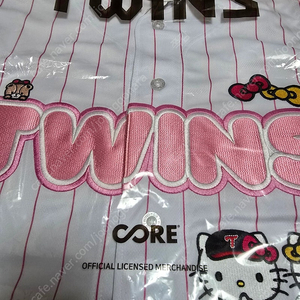 TWINS
TWINS
CORE
OFFICIAL LICENSED MERCHANDISE
T